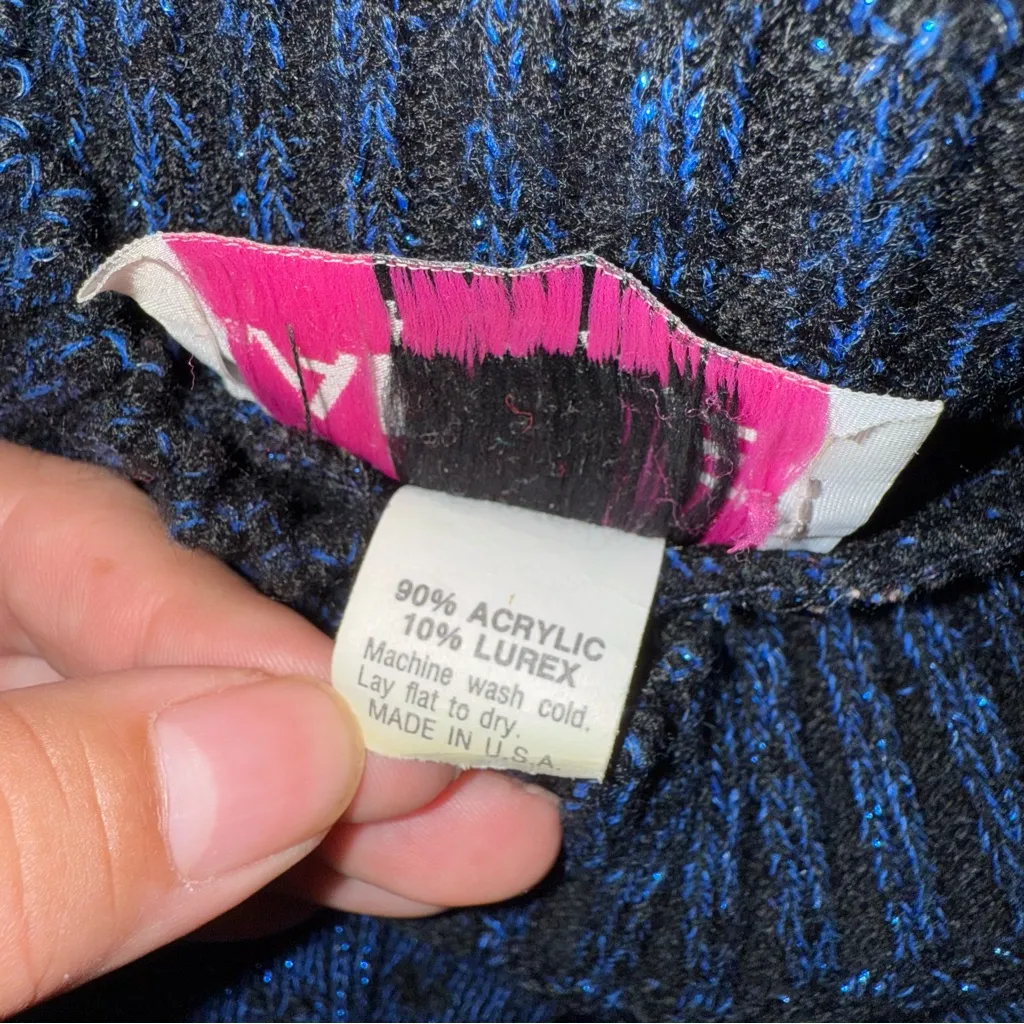 90% ACRYLIC
10% LUREX
Machine wash cold.
Lay flat to dry.
MADE IN U.S.A.